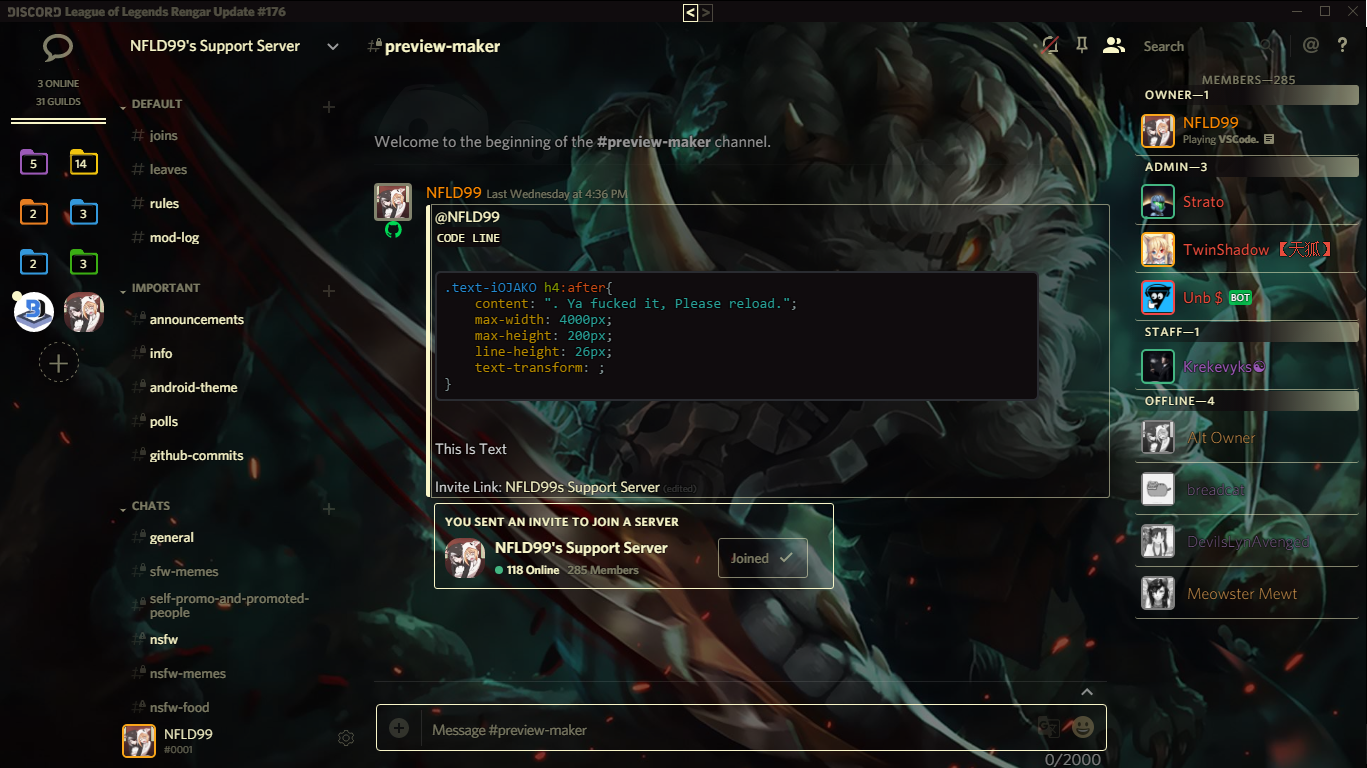 DISCORD League of Legends Rengar Update #176
< >
3 ONLINE
31 GUILDS
5
14
2
3
2
3
NFLD99's Support Server
DEFAULT
# joins
# leaves
# rules
# mod-log
IMPORTANT
# announcements
# info
# android-theme
# polls
# github-commits
CHATS
# general
# sfw-memes
# self-promo-and-promoted-
people
# nsfw
# nsfw-memes
# nsfw-food
NFLD99
#0001
# preview-maker
Search
@ ?
Welcome to the beginning of the #preview-maker channel.
NFLD99 Last Wednesday at 4:36 PM
@NFLD99
CODE LINE
.text-iOJAKO h4:after{
content: ". Ya fucked it, Please reload.";
max-width: 4000px;
max-height: 200px;
line-height: 26px;
text-transform: ;
}
This Is Text
Invite Link: NFLD99s Support Server (edited)
YOU SENT AN INVITE TO JOIN A SERVER
NFLD99's Support Server
118 Online 285 Members
Joined
Message #preview-maker
0/2000
MEMBERS—285
OWNER—1
NFLD99
Playing VSCode.
ADMIN—3
Strato
TwinShadow 【天狐】
Unb $ BOT
STAFF—1
Krekevyks☯
OFFLINE—4
Alt Owner
breadcat
DevilsLynAvenged
Meowster Mewt